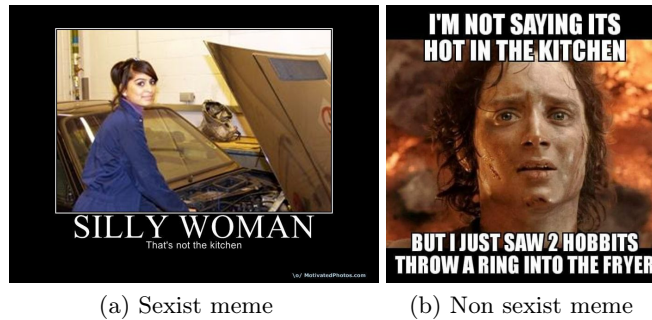 SILLY WOMAN
That's not the kitchen
\o/ MotivatedPhotos.com
I'M NOT SAYING ITS
HOT IN THE KITCHEN
BUT I JUST SAW 2 HOBBITS
THROW A RING INTO THE FRYER
(a) Sexist meme
(b) Non sexist meme